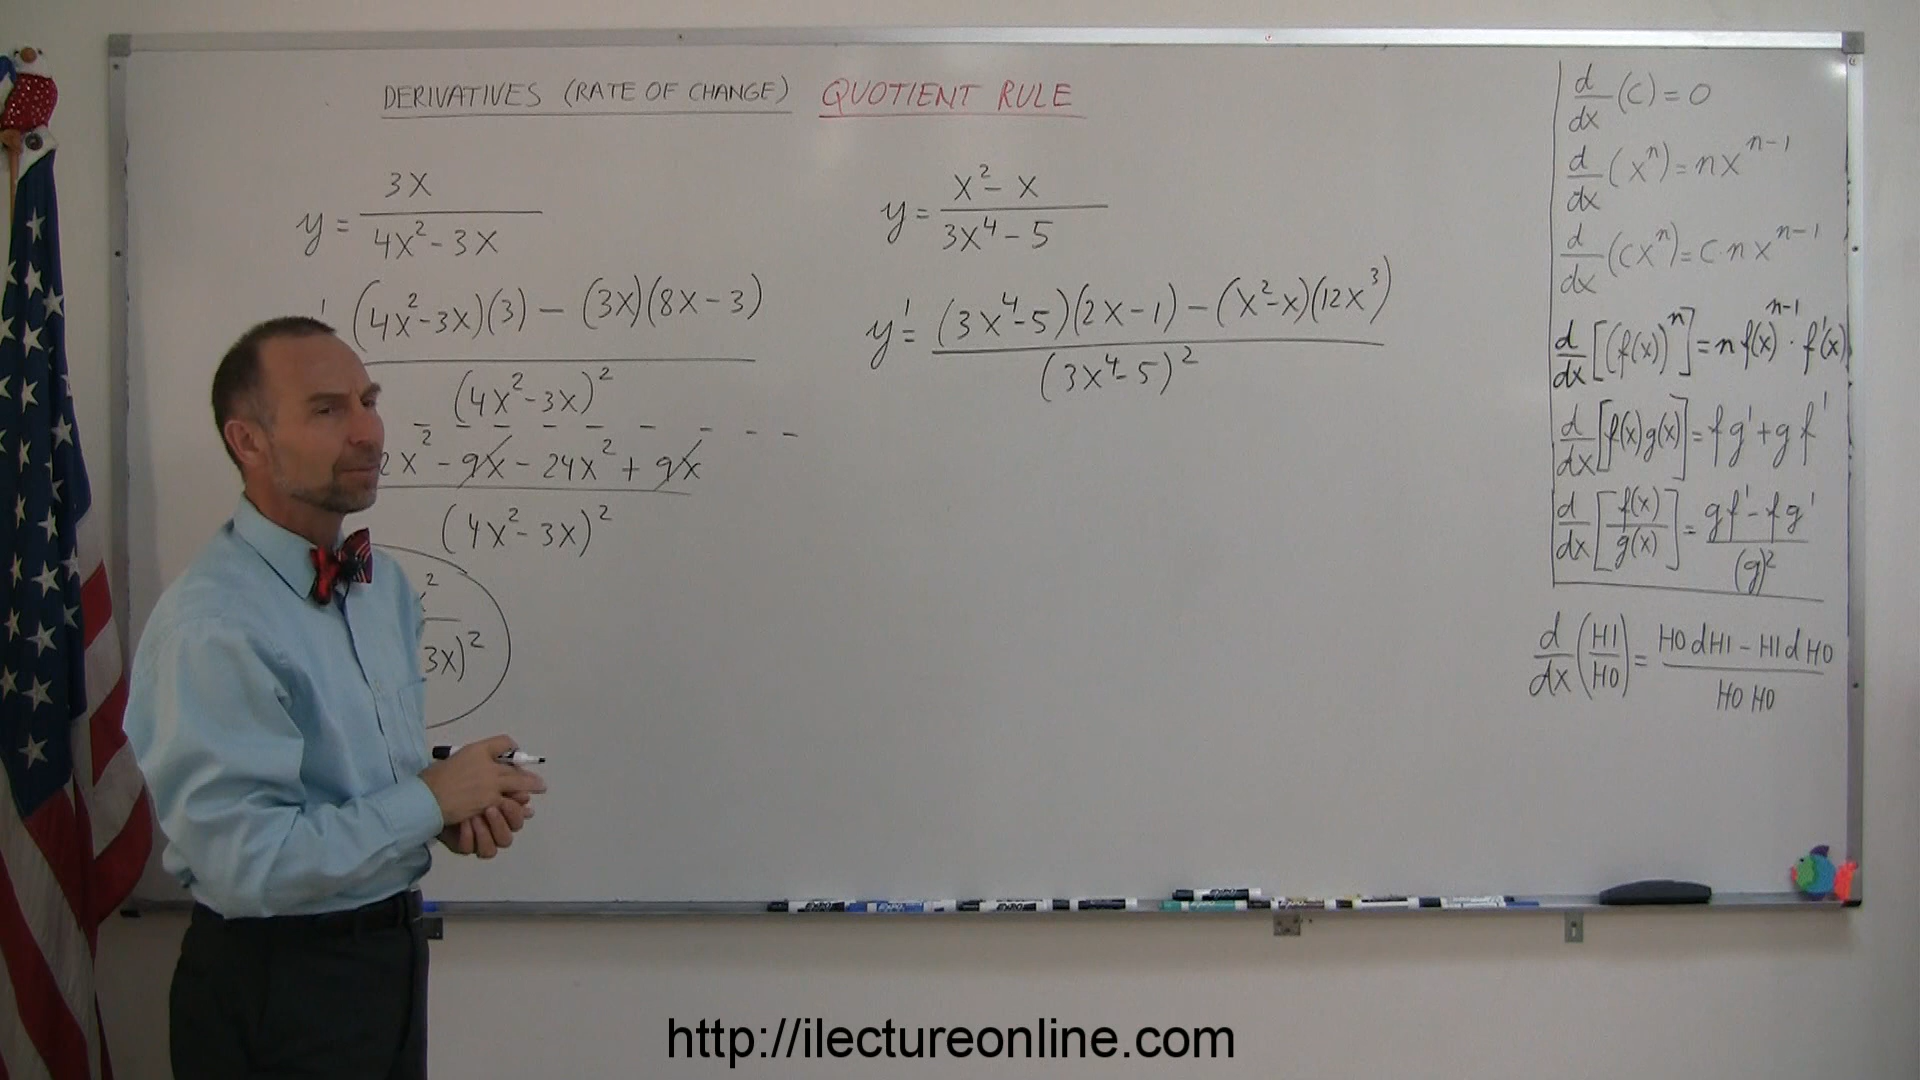 DERIVATIVES (RATE OF CHANGE) QUOTIENT RULE
y = 3X / 4X² - 3X
' (4X² - 3X)(3) - (3X)(8X - 3)
(4X² - 3X)²
2X² - 9X - 24X² + 9X
(4X² - 3X)²
²
3X)²
y = X² - X / 3X⁴ - 5
y' = (3X⁴ - 5)(2X - 1) - (X² - X)(12X³)
(3X⁴ - 5)²
d/dx (C) = 0
d/dx (Xⁿ) = nXⁿ⁻¹
d/dx (CXⁿ) = C·nXⁿ⁻¹
d/dx [(f(x))ⁿ] = n f(x)ⁿ⁻¹ · f'(x)
d/dx [f(x)g(x)] = fg' + gf'
d/dx [f(x)/g(x)] = gf' - fg' / (g)²
d/dx (HI/HO) = HO dHI - HI dHO / HO HO
http://ilectureonline.com